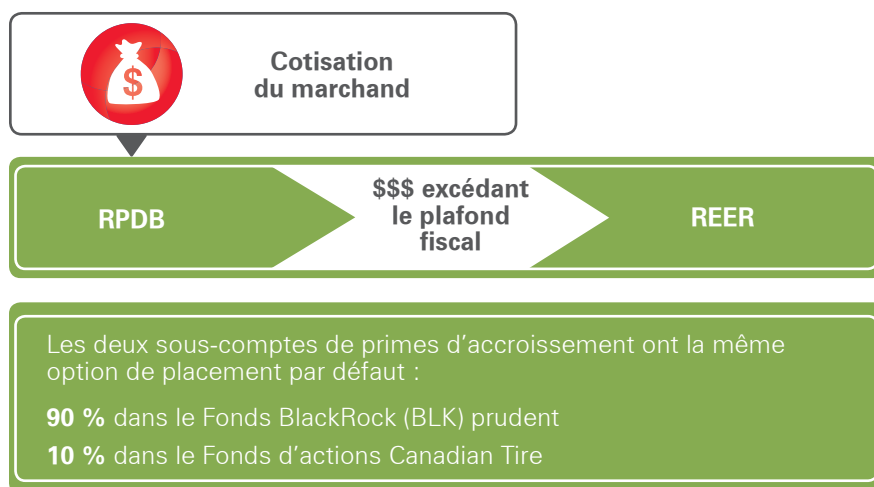 $
Cotisation
du marchand
RPDB
$$$ excédant
le plafond
fiscal
REER
Les deux sous-comptes de primes d’accroissement ont la même
option de placement par défaut :
90 % dans le Fonds BlackRock (BLK) prudent
10 % dans le Fonds d’actions Canadian Tire